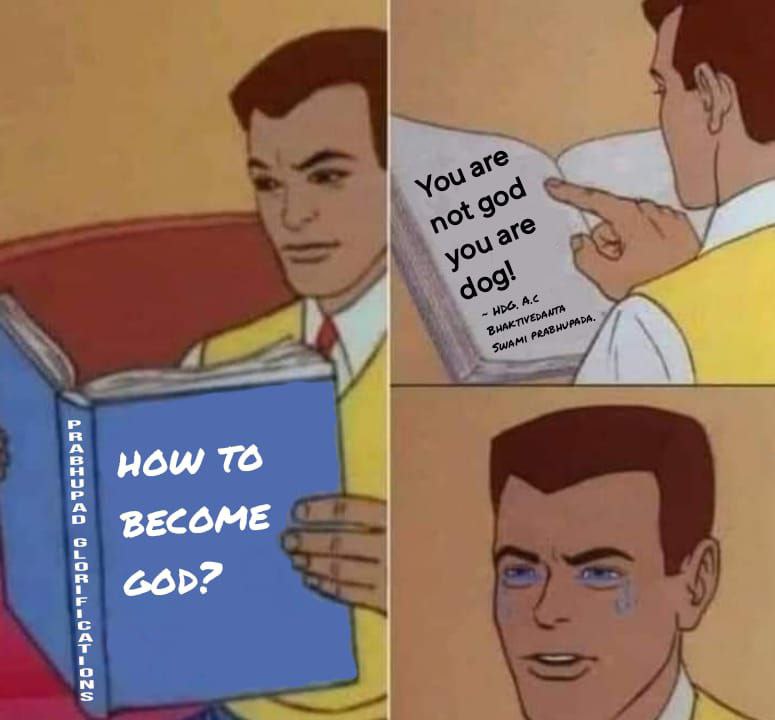 PRABHUPAD GLORIFICATIONS
HOW TO
BECOME
GOD?
You are
not god
you are
dog!
~ HDG. A.C
BHAKTIVEDANTA
SWAMI PRABHUPADA.